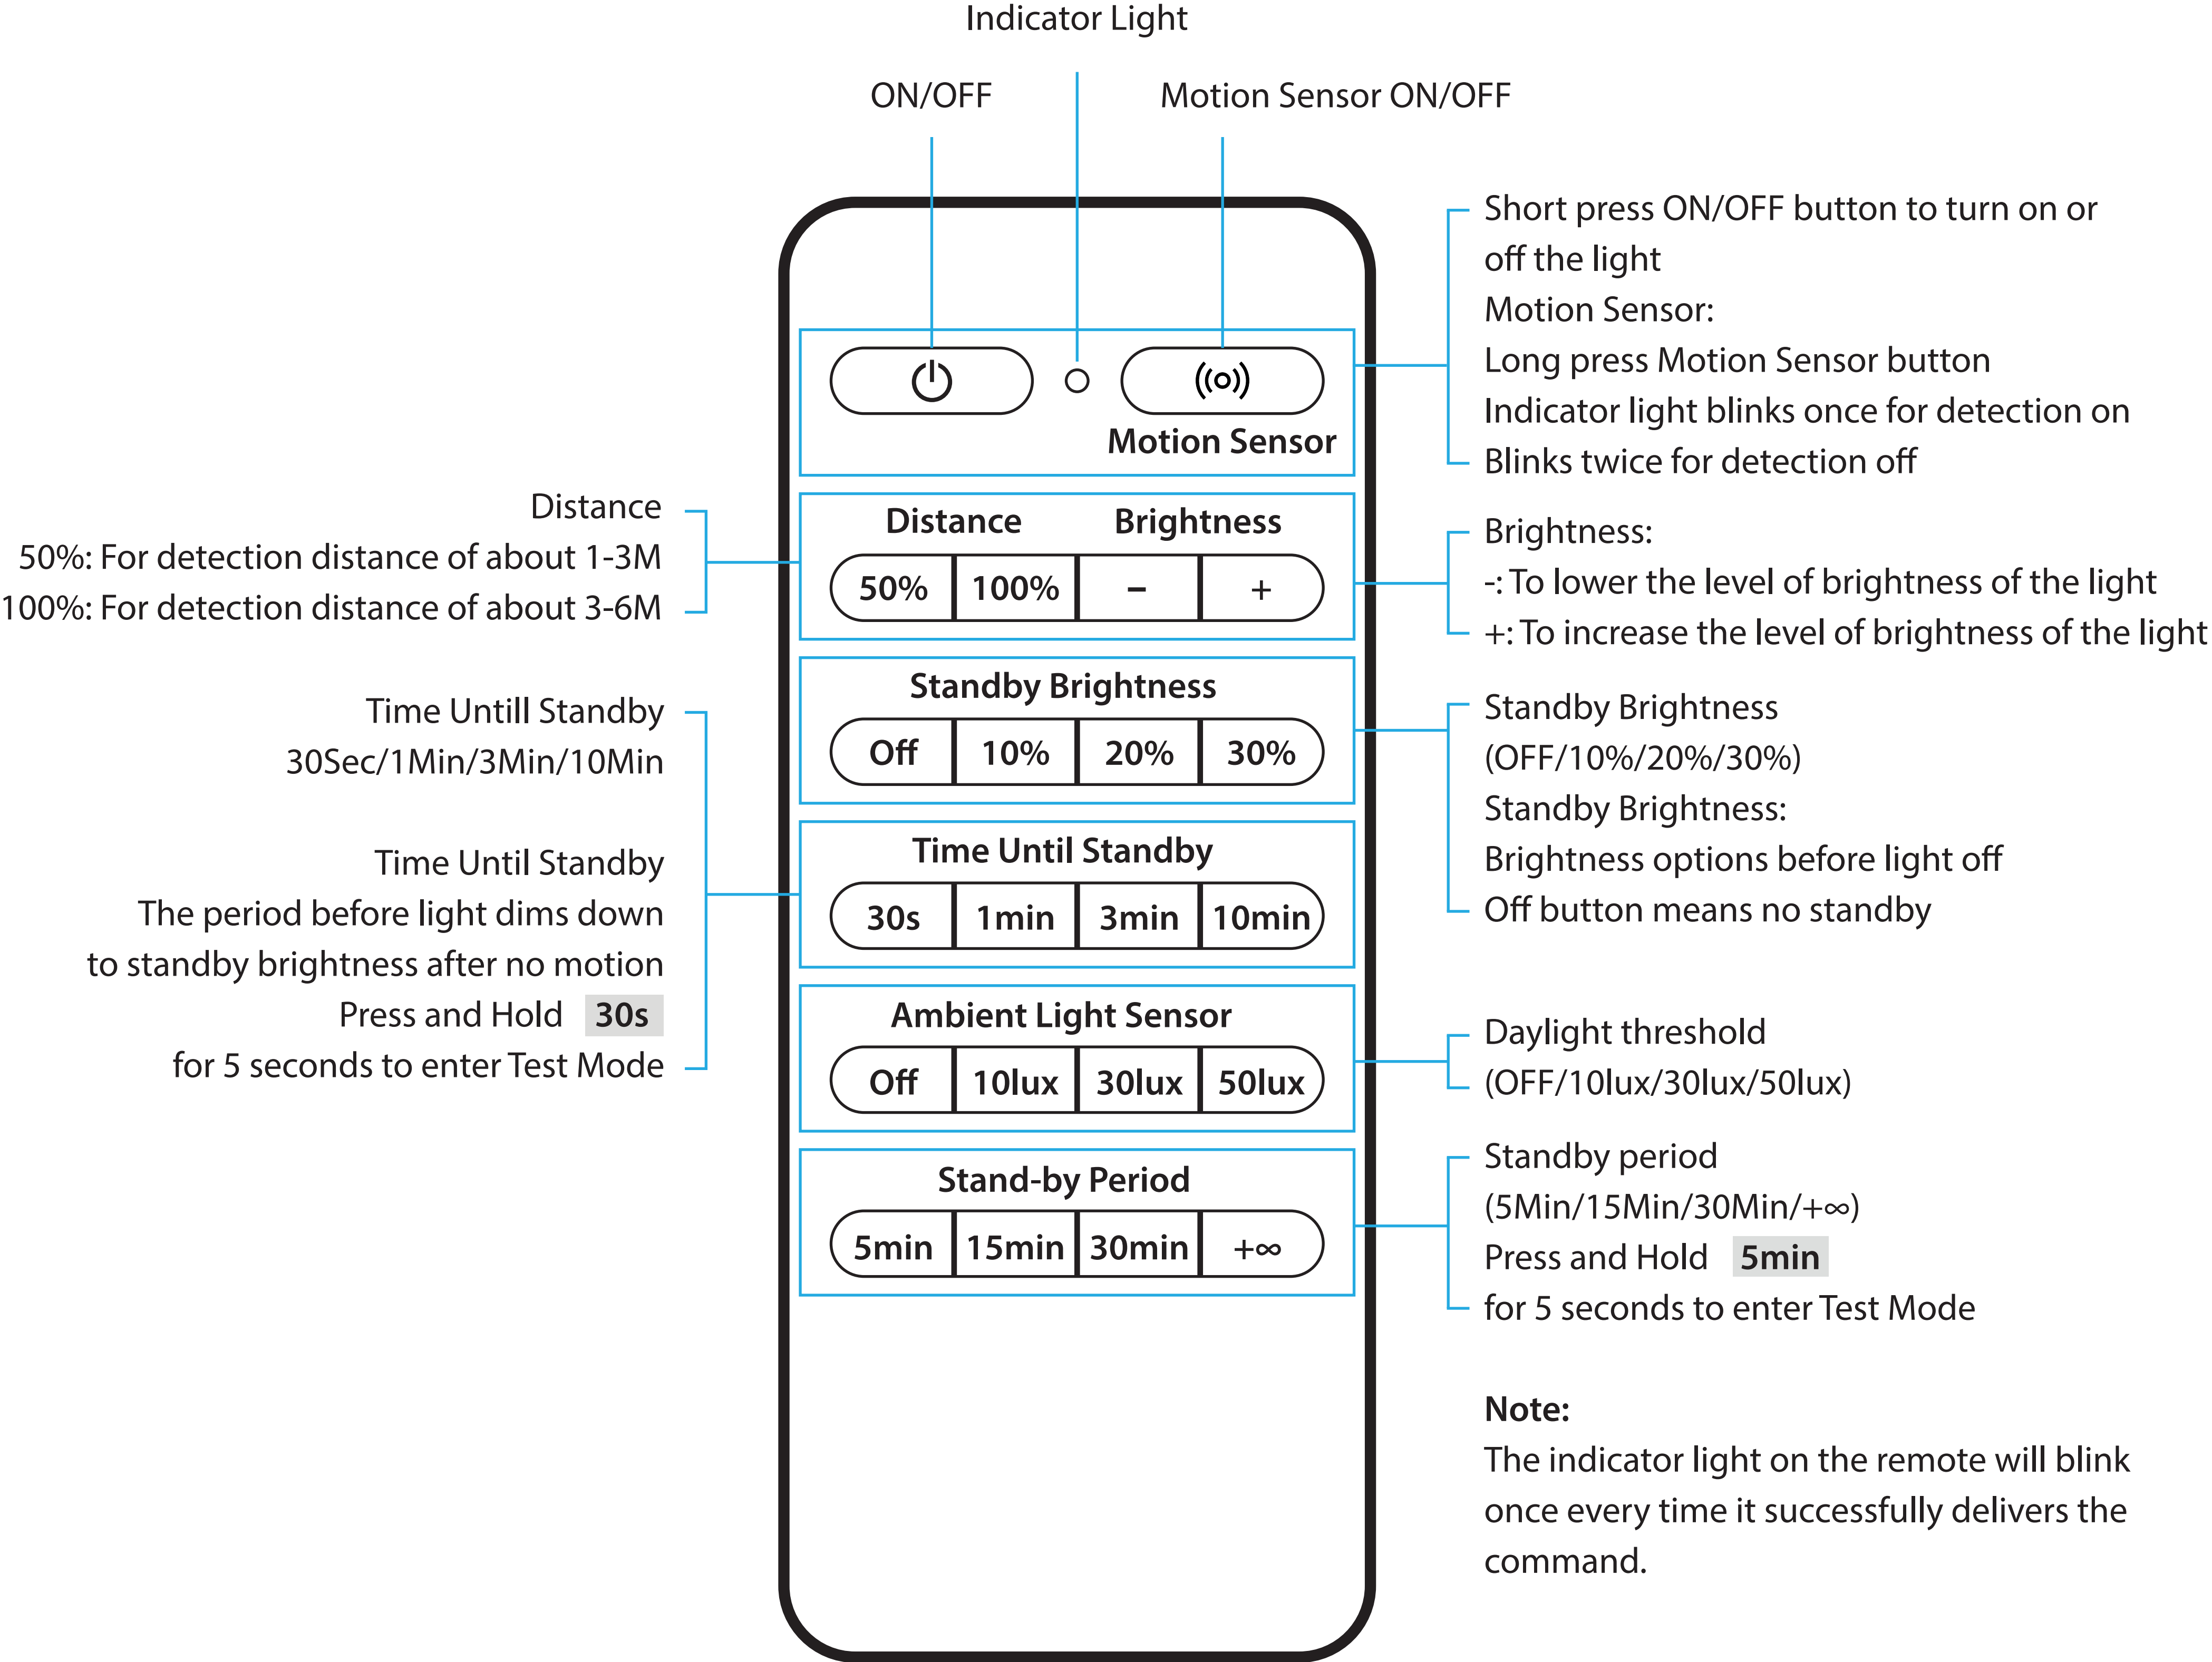 Indicator Light
ON/OFF
Motion Sensor ON/OFF
Short press ON/OFF button to turn on or
off the light
Motion Sensor:
Long press Motion Sensor button
Indicator light blinks once for detection on
Blinks twice for detection off
Motion Sensor
Distance
50%: For detection distance of about 1-3M
100%: For detection distance of about 3-6M
Distance Brightness
50% 100% – +
Brightness:
-: To lower the level of brightness of the light
+: To increase the level of brightness of the light
Standby Brightness
Off 10% 20% 30%
Standby Brightness
(OFF/10%/20%/30%)
Standby Brightness:
Brightness options before light off
Off button means no standby
Time Untill Standby
30Sec/1Min/3Min/10Min
Time Until Standby
The period before light dims down
to standby brightness after no motion
Press and Hold 30s
for 5 seconds to enter Test Mode
Time Until Standby
30s 1min 3min 10min
Ambient Light Sensor
Off 10lux 30lux 50lux
Daylight threshold
(OFF/10lux/30lux/50lux)
Stand-by Period
5min 15min 30min +∞
Standby period
(5Min/15Min/30Min/+∞)
Press and Hold 5min
for 5 seconds to enter Test Mode
Note:
The indicator light on the remote will blink
once every time it successfully delivers the
command.